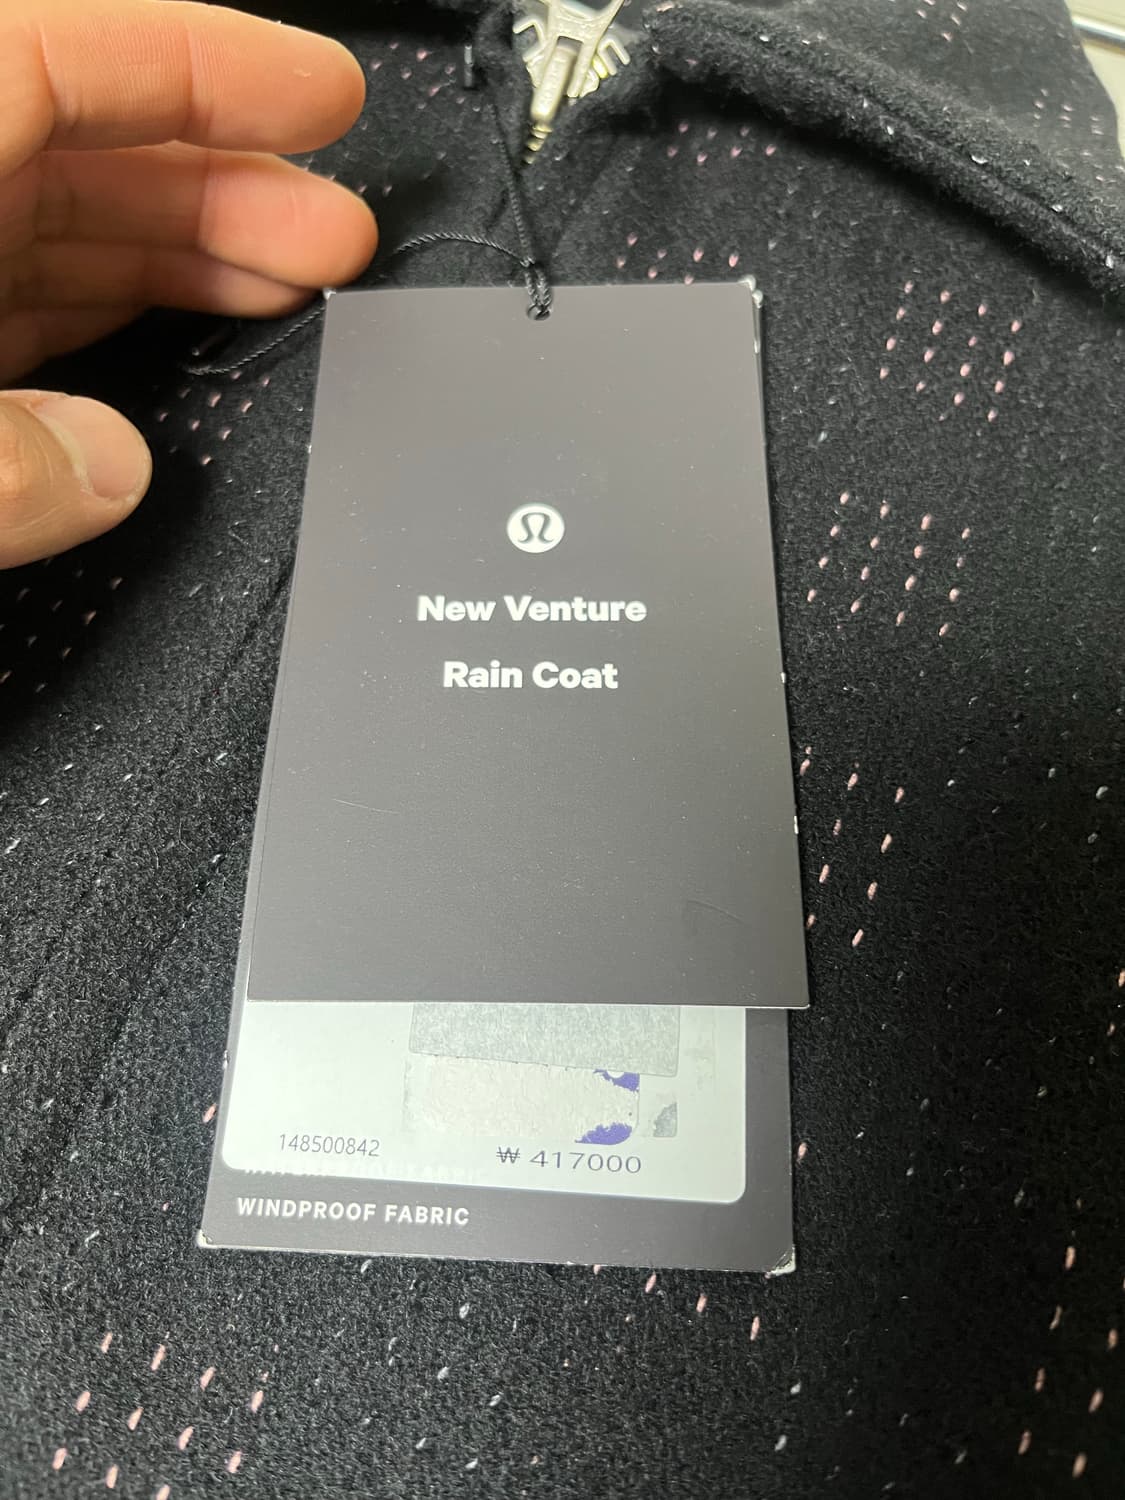 New Venture
Rain Coat
148500842
₩ 417000
WINDPROOF FABRIC